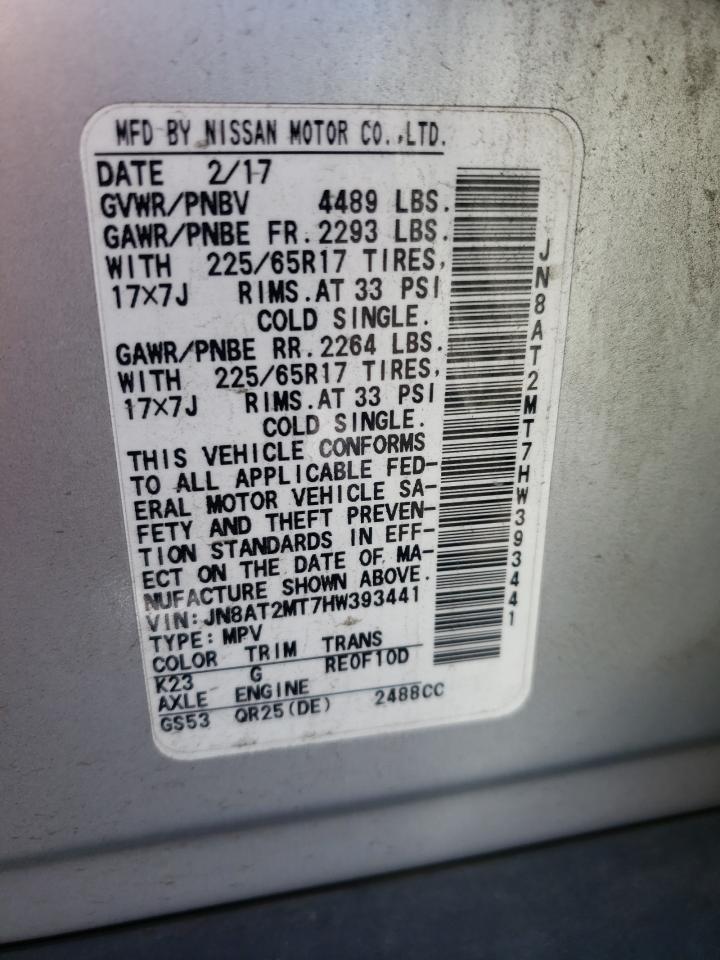 MFD BY NISSAN MOTOR CO.,LTD.
DATE 2/17
GVWR/PNBV 4489 LBS.
GAWR/PNBE FR. 2293 LBS.
WITH 225/65R17 TIRES,
17X7J RIMS.AT 33 PSI
COLD SINGLE.
GAWR/PNBE RR. 2264 LBS.
WITH 225/65R17 TIRES,
17X7J RIMS.AT 33 PSI
COLD SINGLE.
THIS VEHICLE CONFORMS
TO ALL APPLICABLE FED-
ERAL MOTOR VEHICLE SA-
FETY AND THEFT PREVEN-
TION STANDARDS IN EFF-
ECT ON THE DATE OF MA-
NUFACTURE SHOWN ABOVE.
VIN: JN8AT2MT7HW393441
TYPE: MPV
COLOR TRIM TRANS
K23 G RE0F10D
AXLE ENGINE
GS53 QR25(DE) 2488CC
JN8AT2MT7HW393441